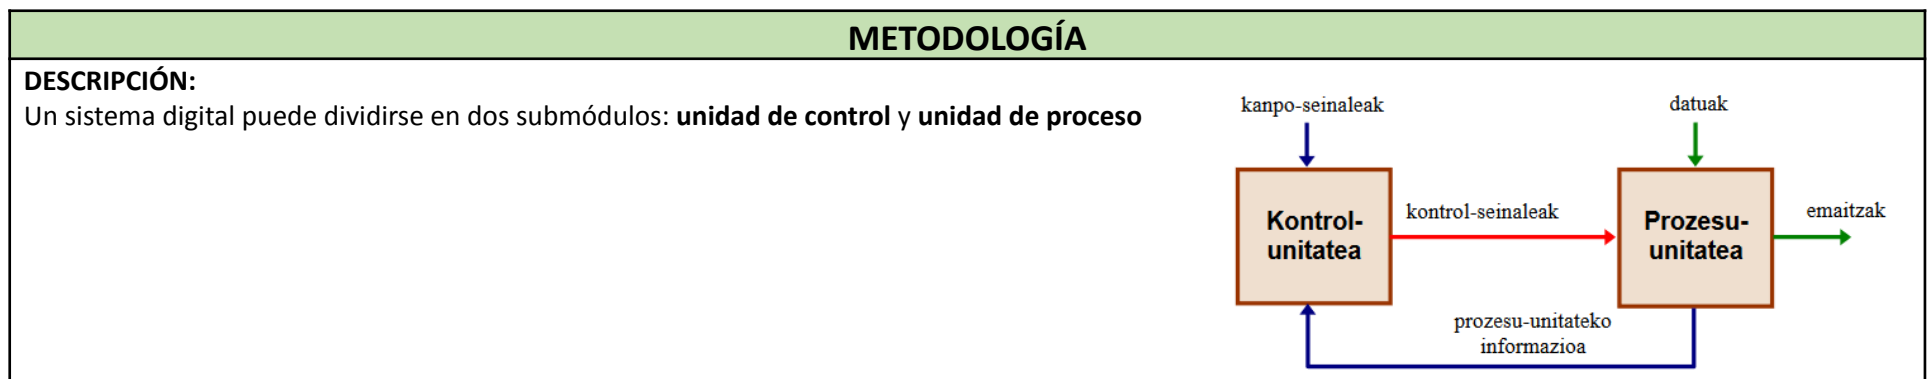 METODOLOGÍA
DESCRIPCIÓN:
Un sistema digital puede dividirse en dos submódulos: unidad de control y unidad de proceso
kanpo-seinaleak
datuak
Kontrol-
unitatea
kontrol-seinaleak
Prozesu-
unitatea
emaitzak
prozesu-unitateko
informazioa